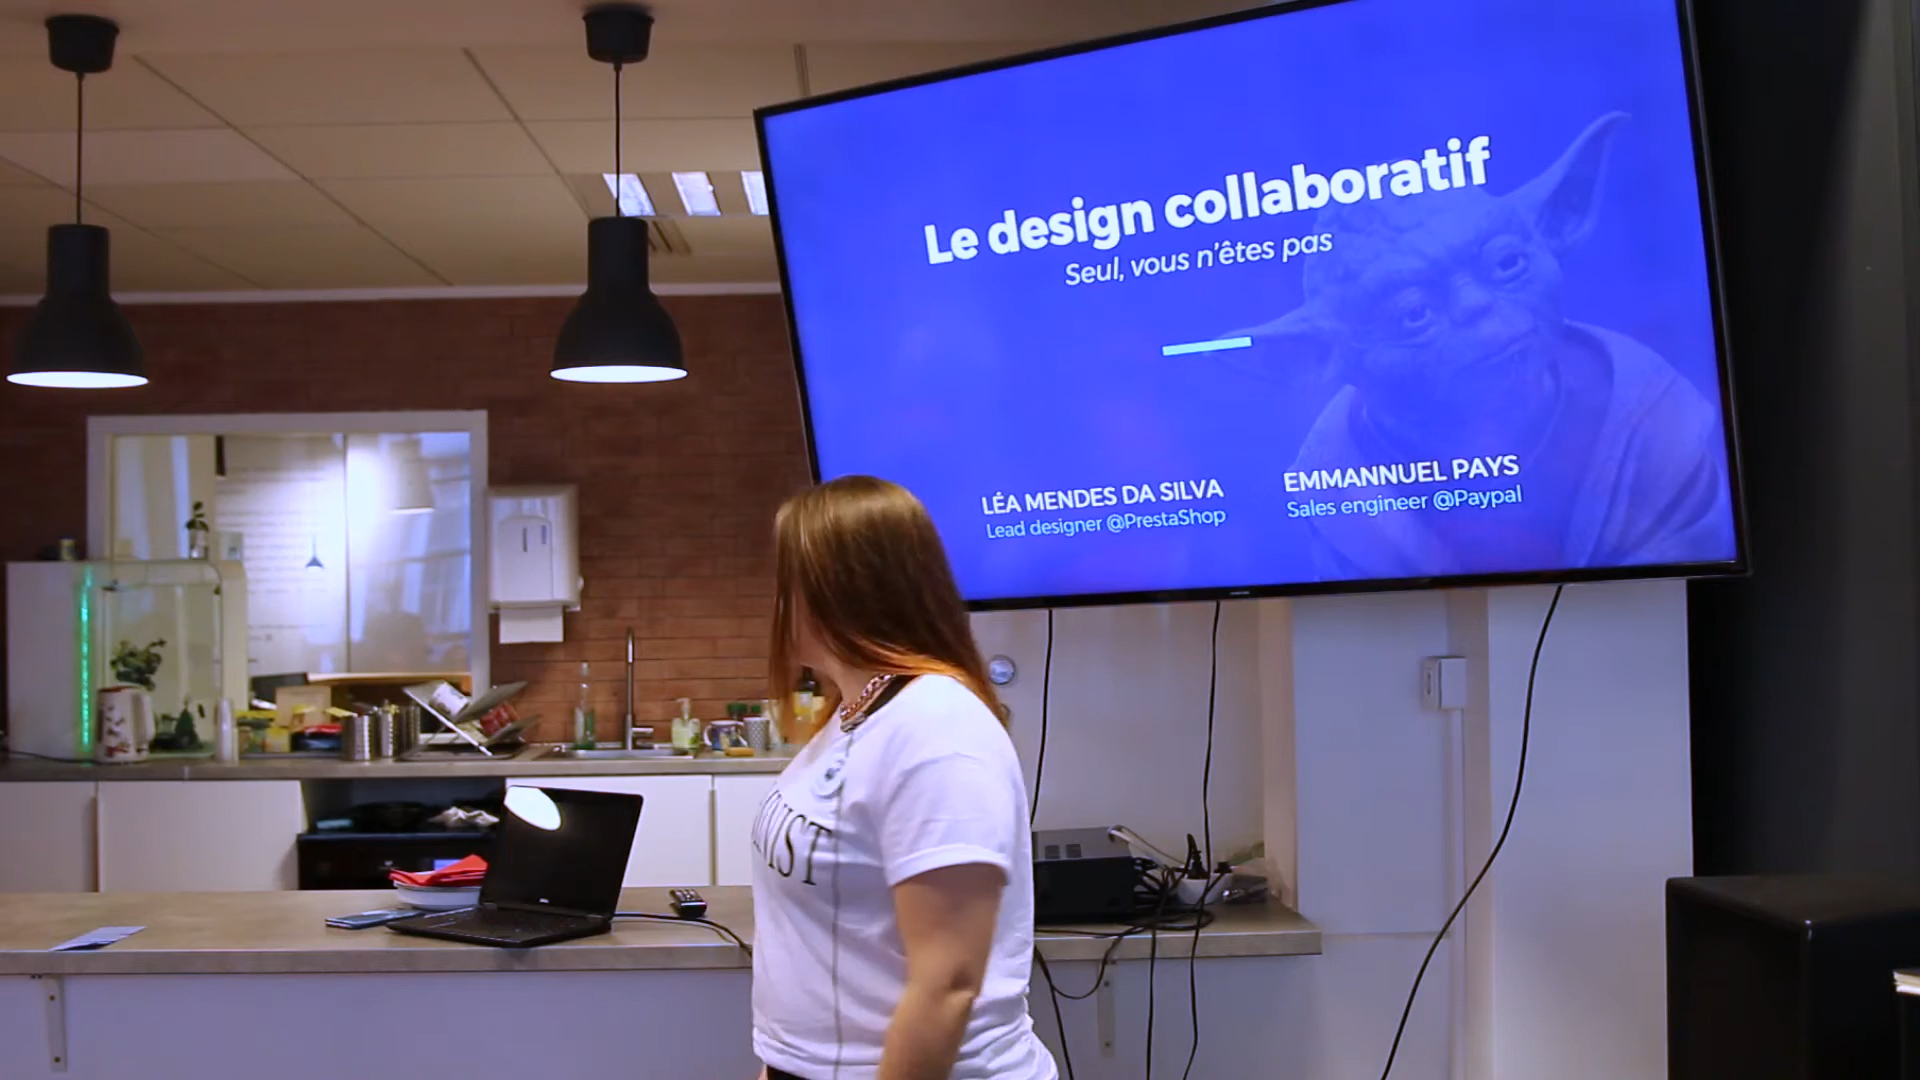 Le design collaboratif
Seul, vous n'êtes pas
LÉA MENDES DA SILVA
Lead designer @PrestaShop
EMMANNUEL PAYS
Sales engineer @Paypal